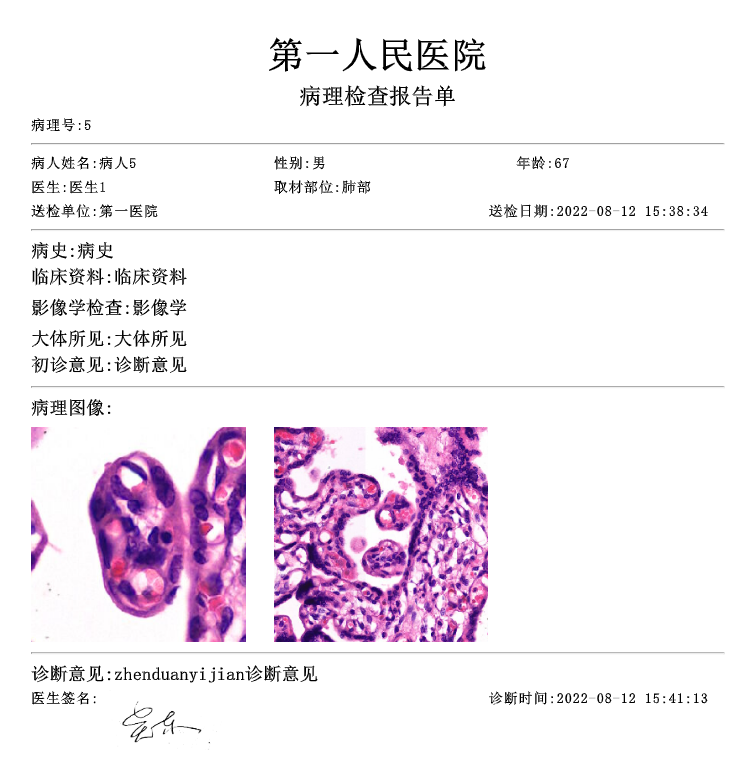 第一人民医院
病理检查报告单
病理号:5
病人姓名:病人5 性别:男 年龄:67
医生:医生1 取材部位:肺部
送检单位:第一医院 送检日期:2022-08-12 15:38:34
病史:病史
临床资料:临床资料
影像学检查:影像学
大体所见:大体所见
初诊意见:诊断意见
病理图像:
诊断意见:zhenduanyijian诊断意见
医生签名: 诊断时间:2022-08-12 15:41:13